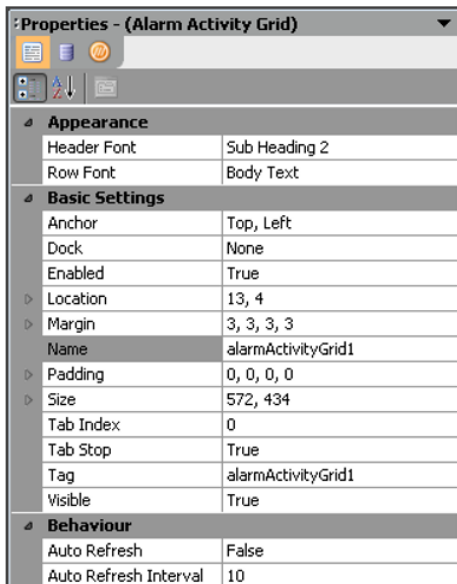 Properties - (Alarm Activity Grid)
Appearance
Header Font Sub Heading 2
Row Font Body Text
Basic Settings
Anchor Top, Left
Dock None
Enabled True
Location 13, 4
Margin 3, 3, 3, 3
Name alarmActivityGrid1
Padding 0, 0, 0, 0
Size 572, 434
Tab Index 0
Tab Stop True
Tag alarmActivityGrid1
Visible True
Behaviour
Auto Refresh False
Auto Refresh Interval 10